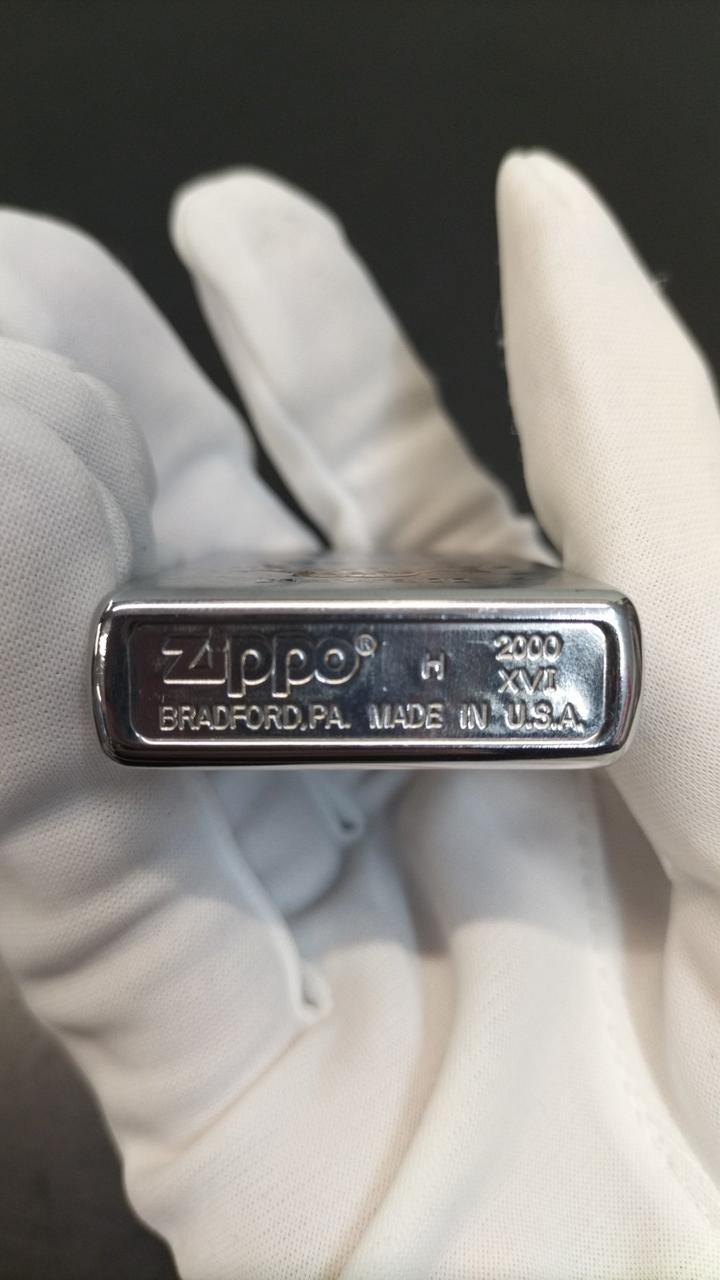 Zippo® H 2000
XVI
BRADFORD,PA. MADE IN U.S.A.